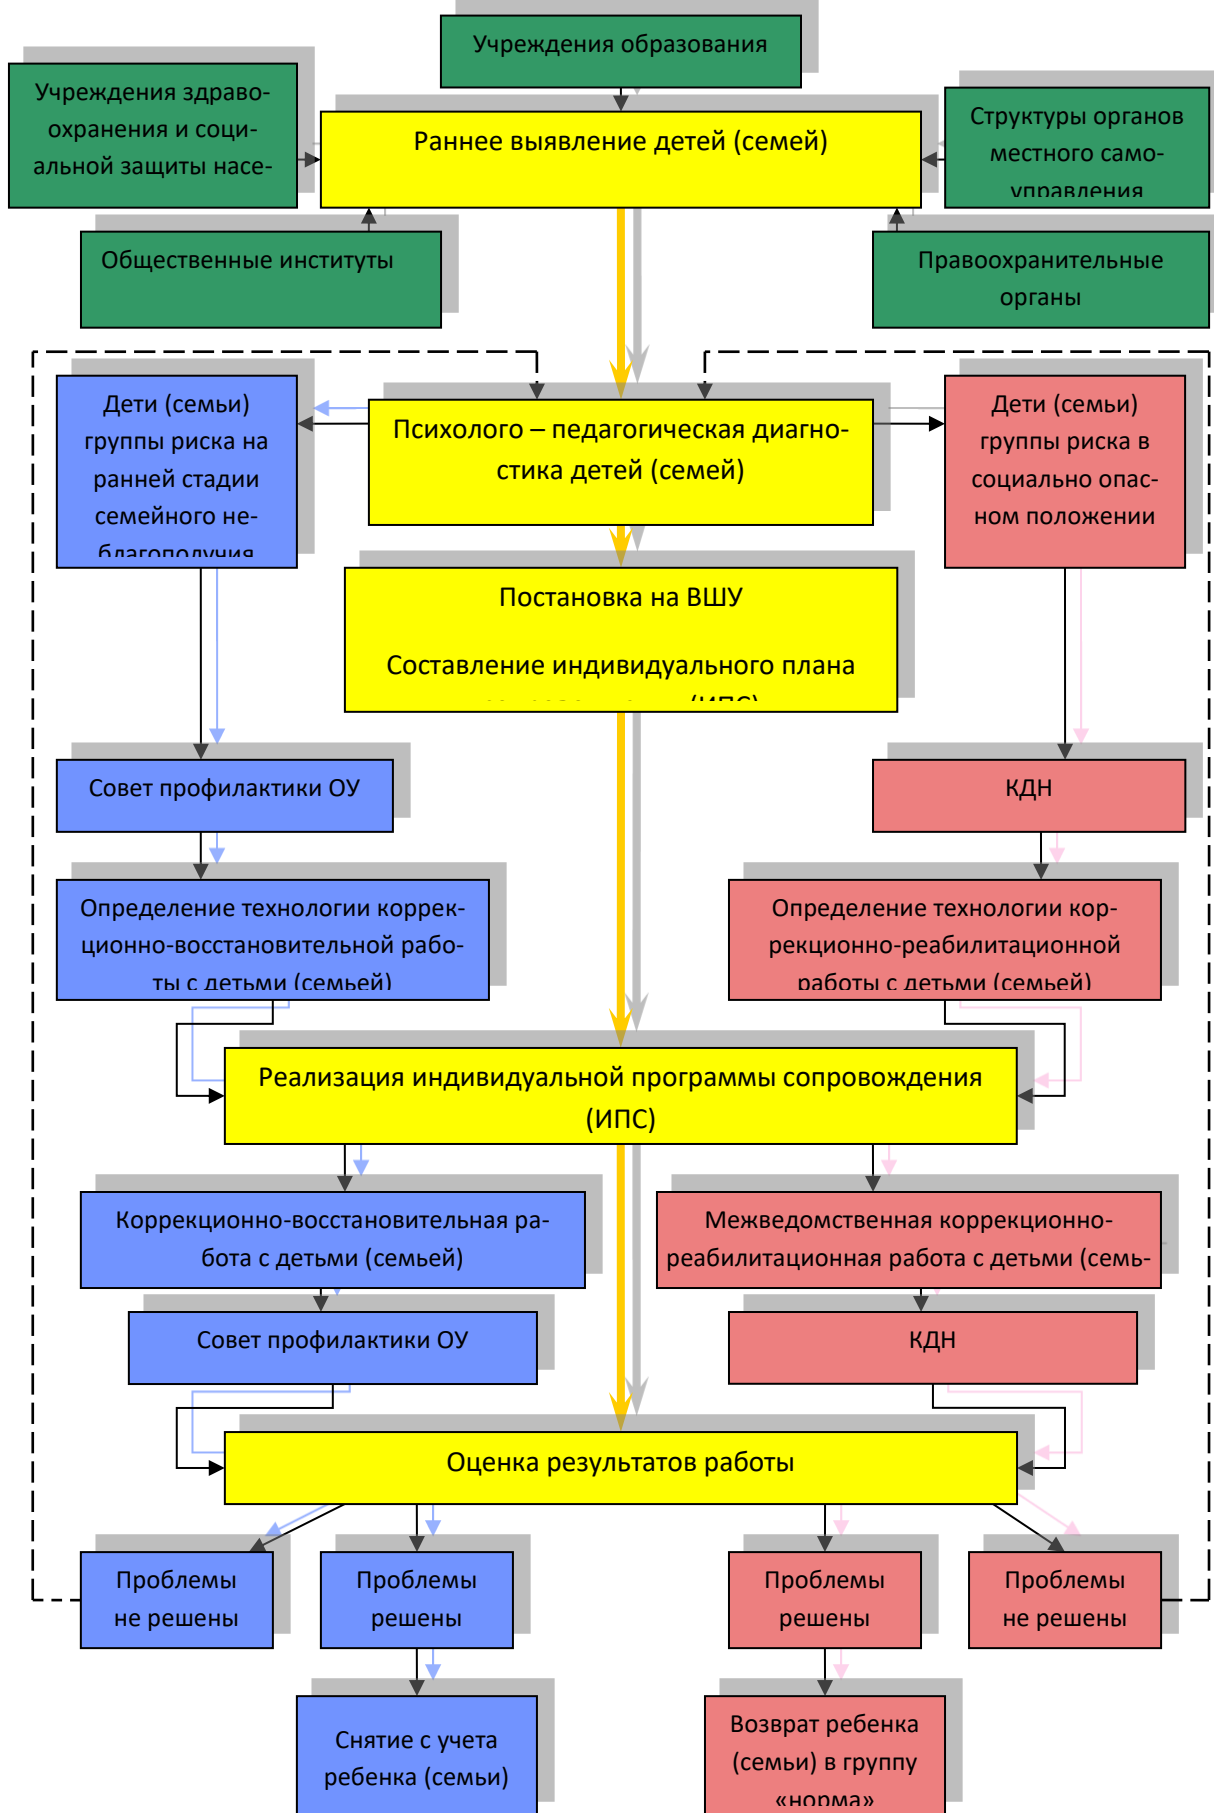 Учреждения образования
Учреждения здраво-
охранения и соци-
альной защиты насе-
Раннее выявление детей (семей)
Структуры органов
местного само-
управления
Общественные институты
Правоохранительные
органы
Дети (семьи)
группы риска на
ранней стадии
семейного не-
благополучия
Психолого – педагогическая диагно-
стика детей (семей)
Дети (семьи)
группы риска в
социально опас-
ном положении
Постановка на ВШУ
Составление индивидуального плана
(ИПС)
Совет профилактики ОУ
КДН
Определение технологии коррек-
ционно-восстановительной рабо-
ты с детьми (семьей)
Определение технологии кор-
рекционно-реабилитационной
работы с детьми (семьей)
Реализация индивидуальной программы сопровождения
(ИПС)
Коррекционно-восстановительная ра-
бота с детьми (семьей)
Межведомственная коррекционно-
реабилитационная работа с детьми (семь-
Совет профилактики ОУ
КДН
Оценка результатов работы
Проблемы
не решены
Проблемы
решены
Проблемы
решены
Проблемы
не решены
Снятие с учета
ребенка (семьи)
Возврат ребенка
(семьи) в группу
«норма»